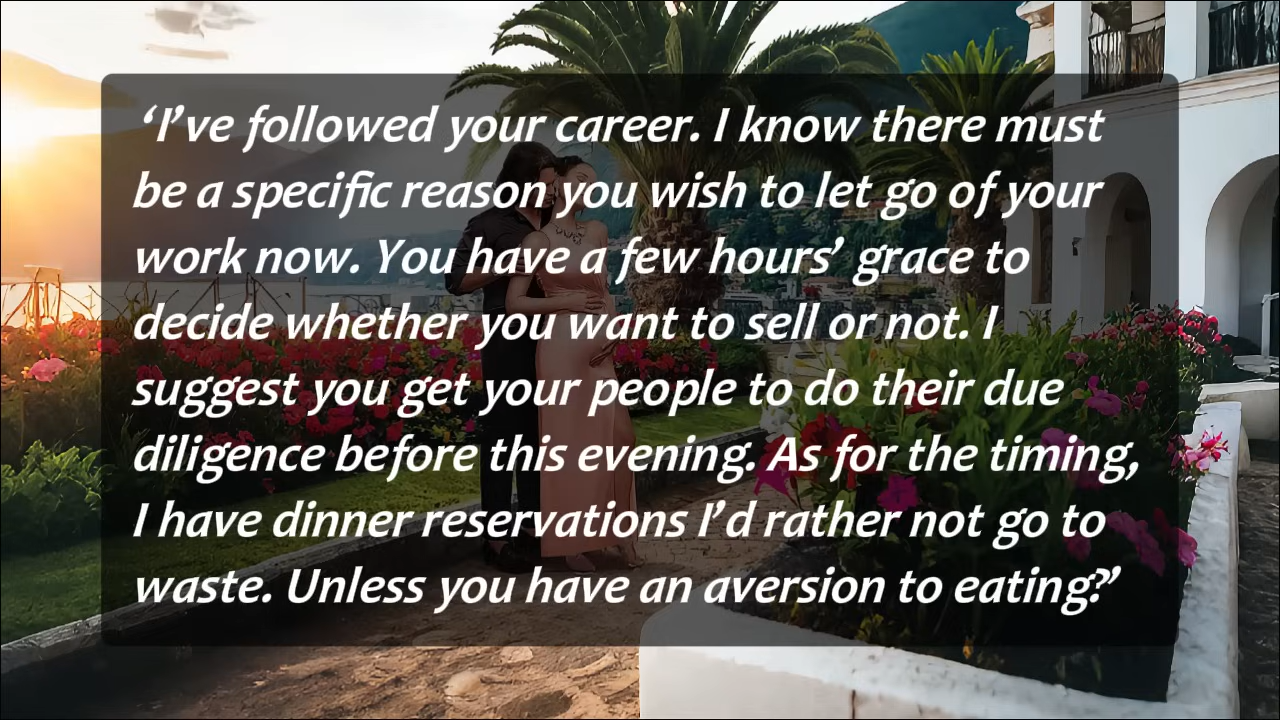 ‘I’ve followed your career. I know there must
be a specific reason you wish to let go of your
work now. You have a few hours’ grace to
decide whether you want to sell or not. I
suggest you get your people to do their due
diligence before this evening. As for the timing,
I have dinner reservations I’d rather not go to
waste. Unless you have an aversion to eating?’